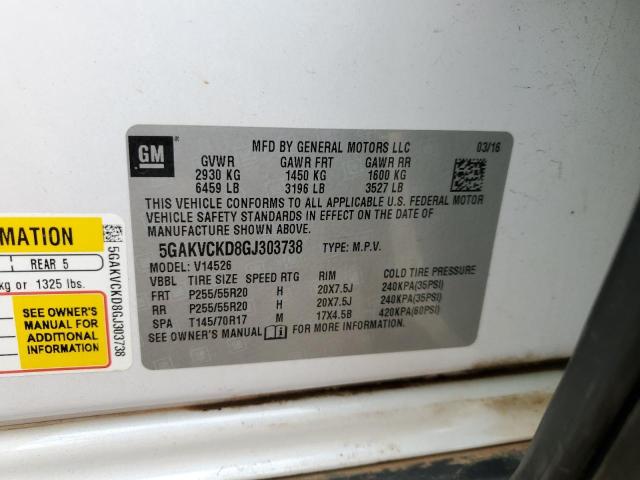 GM
MFD BY GENERAL MOTORS LLC 03/16
GVWR GAWR FRT GAWR RR
2930 KG 1450 KG 1600 KG
6459 LB 3196 LB 3527 LB
THIS VEHICLE CONFORMS TO ALL APPLICABLE U.S. FEDERAL MOTOR
VEHICLE SAFETY STANDARDS IN EFFECT ON THE DATE OF
MANUFACTURE SHOWN ABOVE.
5GAKVCKD8GJ303738 TYPE: M.P.V.
MODEL: V14526
VBBL TIRE SIZE SPEED RTG RIM COLD TIRE PRESSURE
FRT P255/55R20 H 20X7.5J 240KPA(35PSI)
RR P255/55R20 H 20X7.5J 240KPA(35PSI)
SPA T145/70R17 M 17X4.5B 420KPA(60PSI)
SEE OWNER'S MANUAL FOR
REAR 5
kg or 1325 lbs.
SEE OWNER'S
MANUAL FOR
ADDITIONAL
INFORMATION
5GAKVCKD8GJ303738